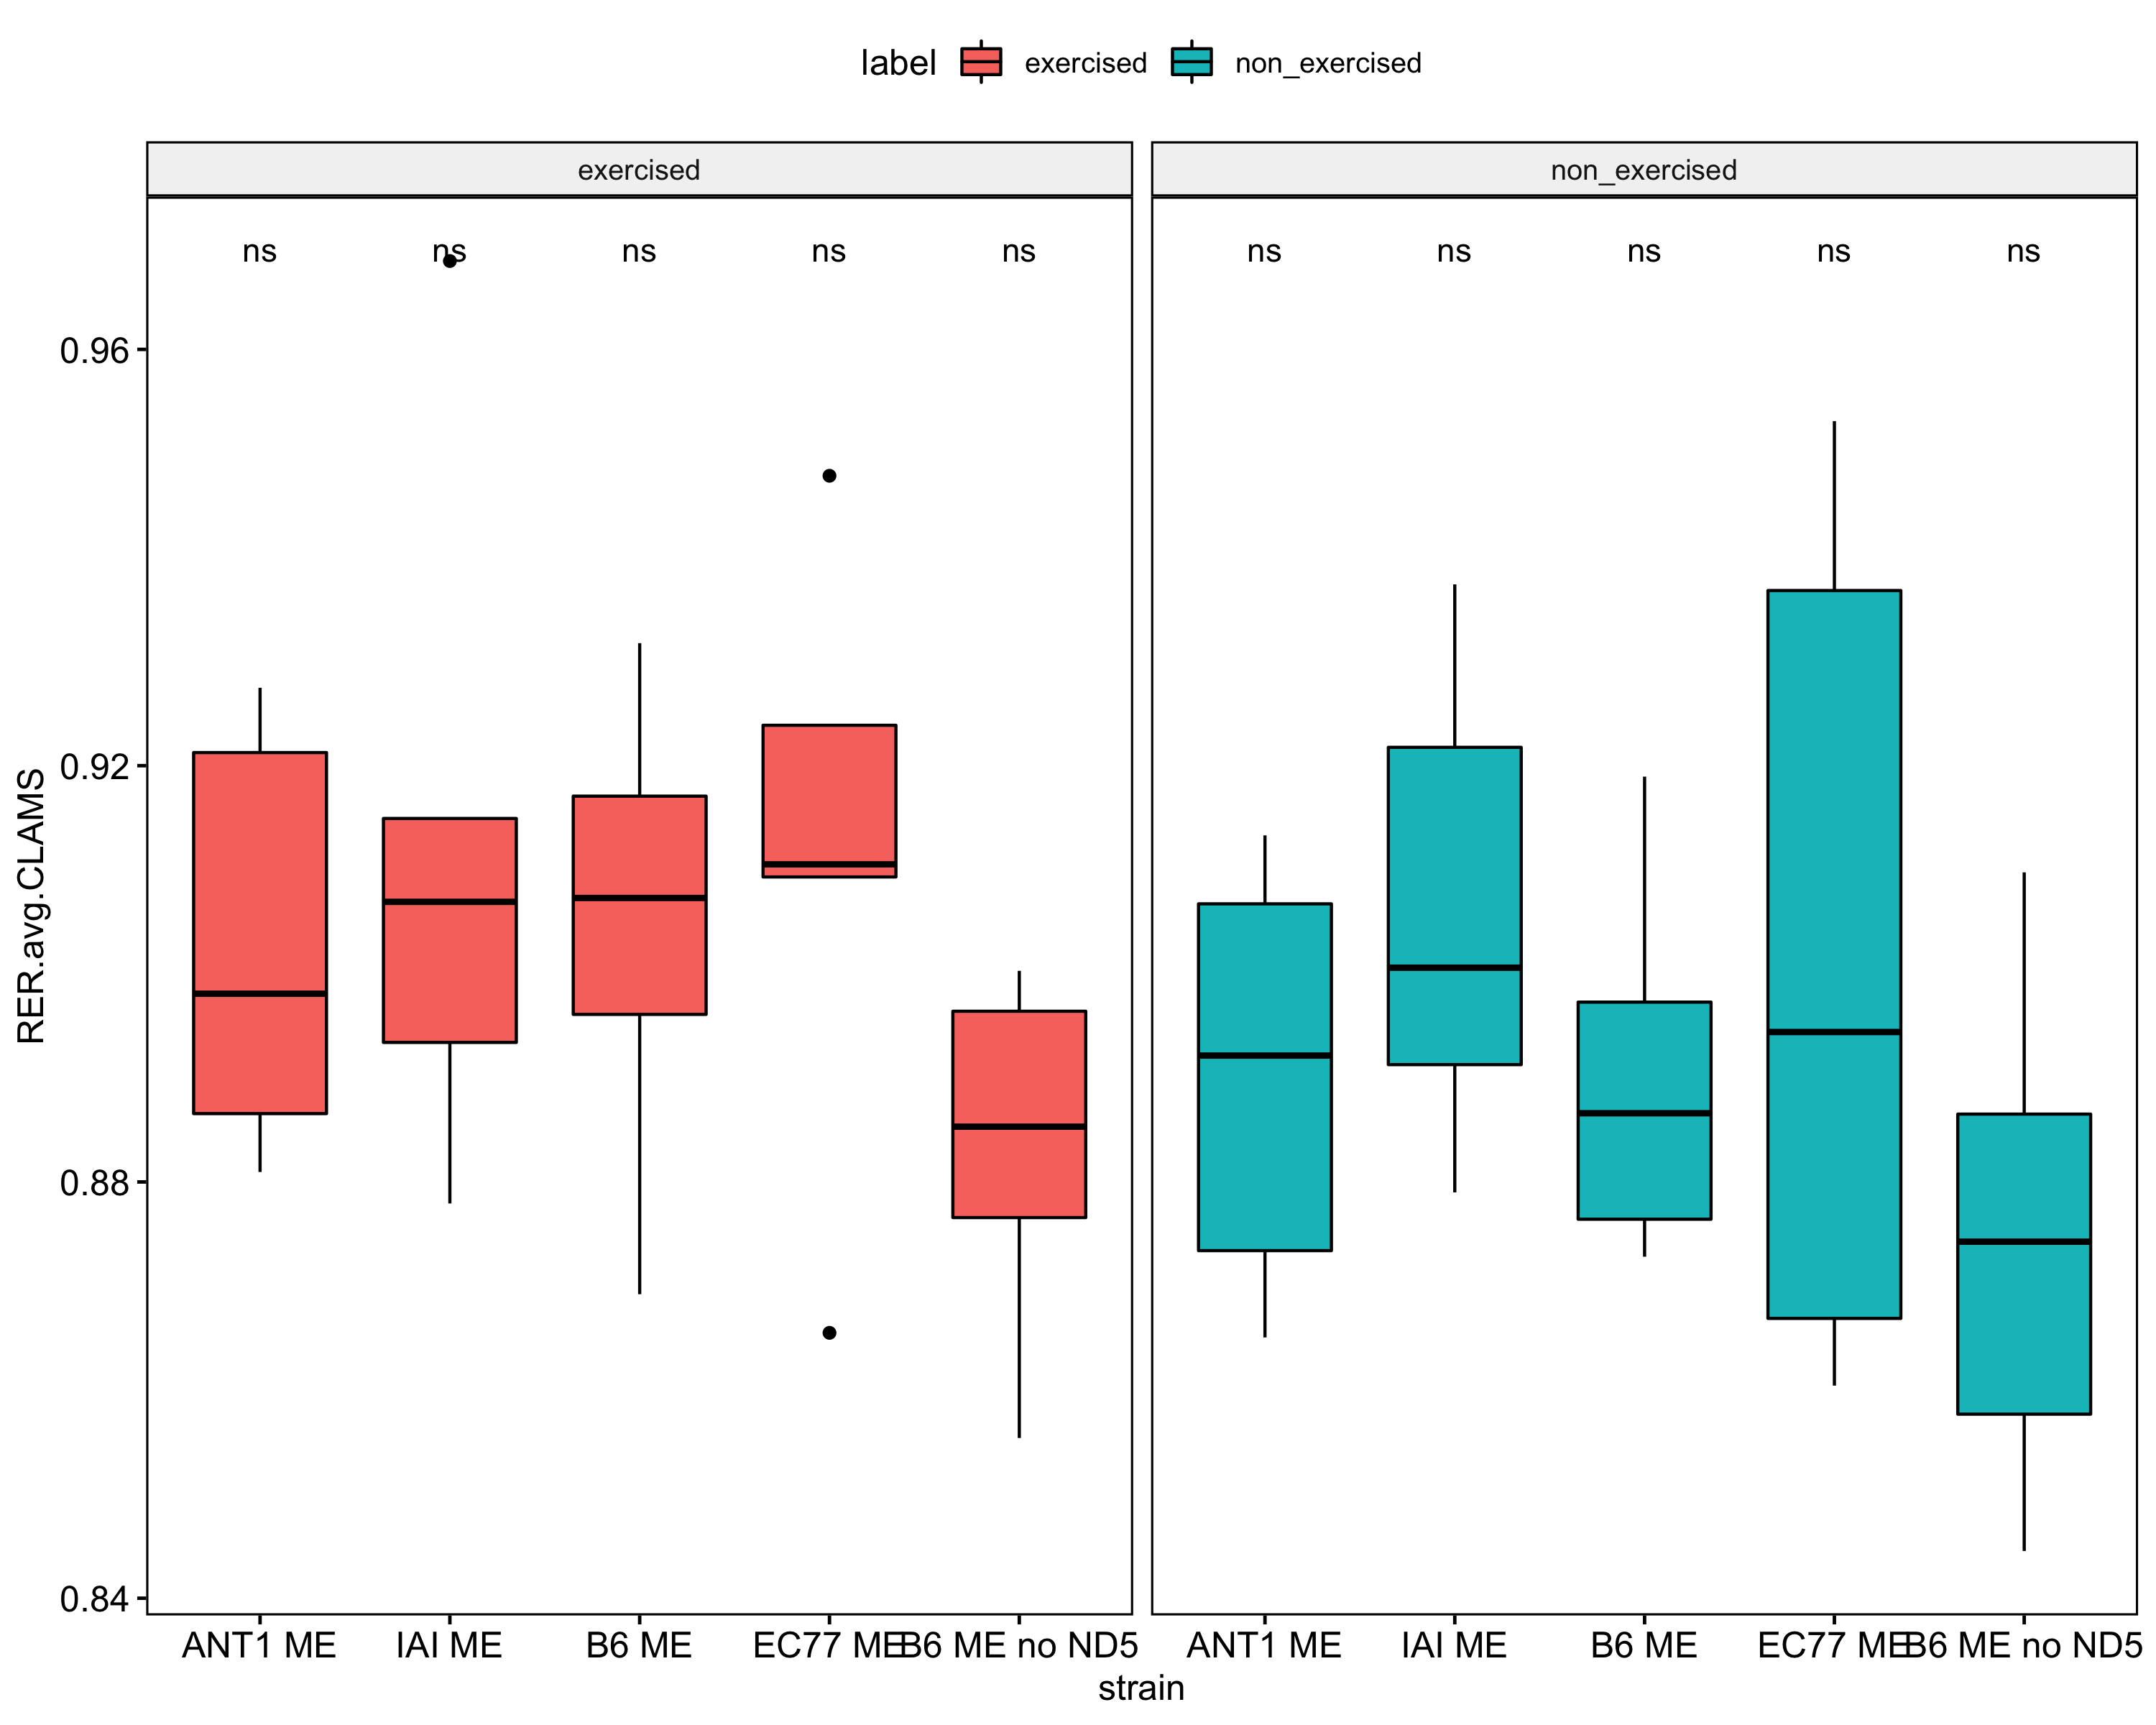 label exercised non_exercised
exercised non_exercised
ns ns ns ns ns ns ns ns ns ns
0.96
0.92
0.88
0.84
RER.avg.CLAMS
ANT1 ME IAI ME B6 ME EC77 ME B6 ME no ND5 ANT1 ME IAI ME B6 ME EC77 ME B6 ME no ND5
strain